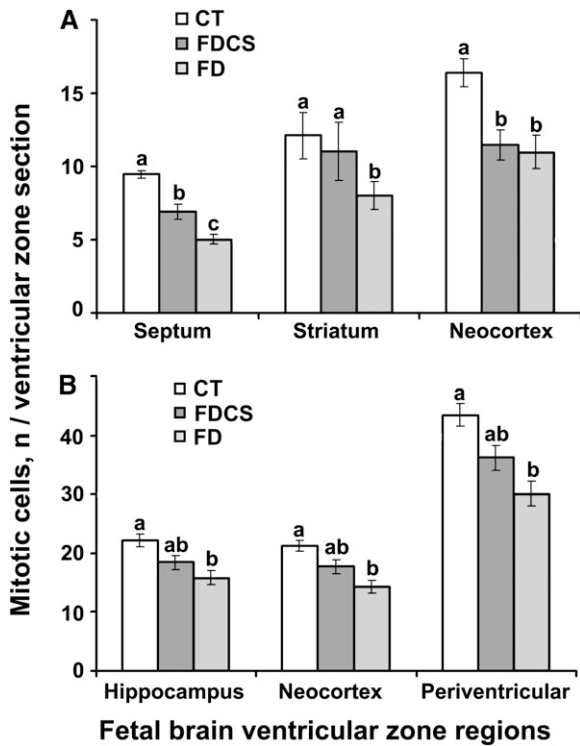 A
CT
FDCS
FD
a
b
c
a
a
b
a
b
b
15
10
5
0
Septum Striatum Neocortex
Mitotic cells, n / ventricular zone section
B
CT
FDCS
FD
a
ab
b
a
ab
b
a
ab
b
40
30
20
10
0
Hippocampus Neocortex Periventricular
Fetal brain ventricular zone regions